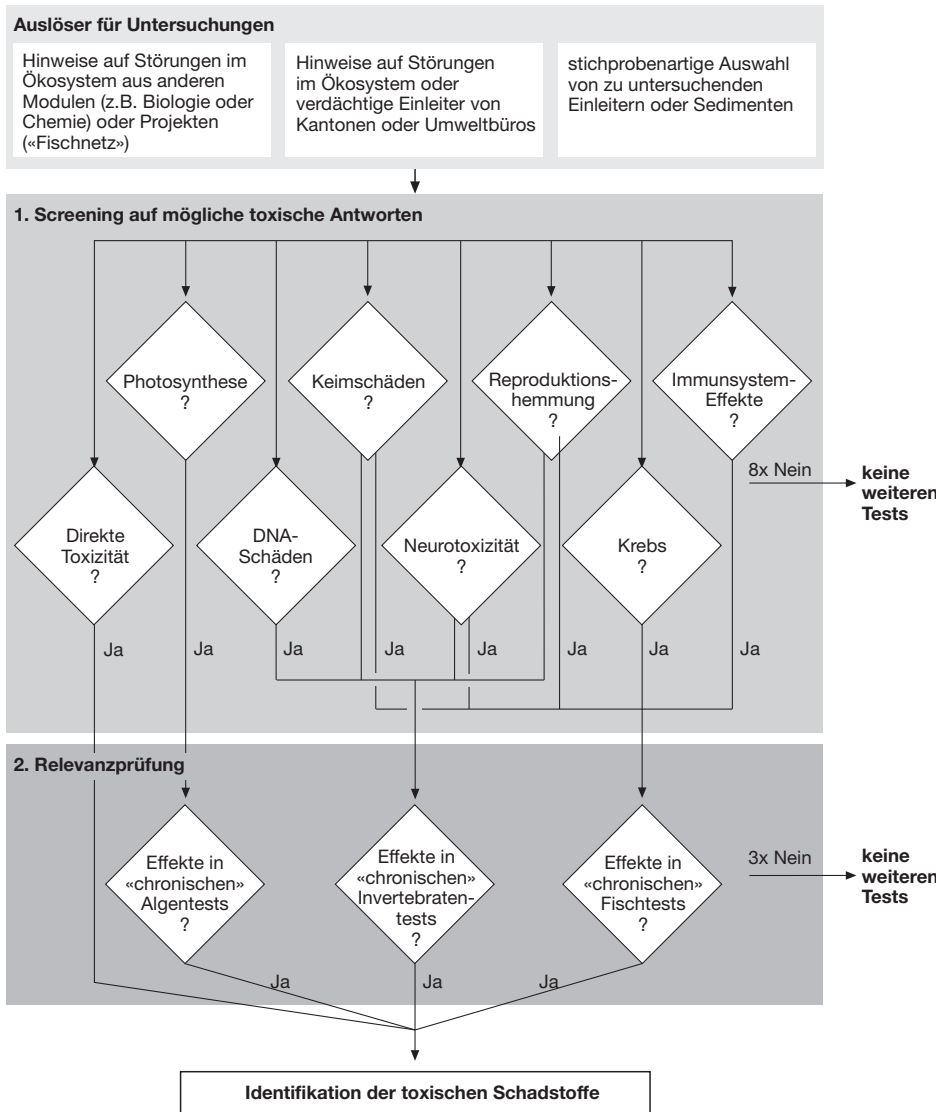 Auslöser für Untersuchungen
Hinweise auf Störungen im
Ökosystem aus anderen
Modulen (z.B. Biologie oder
Chemie) oder Projekten
(«Fischnetz»)
Hinweise auf Störungen
im Ökosystem oder
verdächtige Einleiter von
Kantonen oder Umweltbüros
stichprobenartige Auswahl
von zu untersuchenden
Einleitern oder Sedimenten
1. Screening auf mögliche toxische Antworten
Photosynthese
?
Keimschäden
?
Reproduktions-
hemmung
?
Immunsystem-
Effekte
?
8x Nein
keine
weiteren
Tests
Direkte
Toxizität
?
DNA-
Schäden
?
Neurotoxizität
?
Krebs
?
Ja
Ja
Ja
Ja
Ja
Ja
Ja
2. Relevanzprüfung
Effekte in
«chronischen»
Algentests
?
Effekte in
«chronischen»
Invertebraten-
tests
?
Effekte in
«chronischen»
Fischtests
?
3x Nein
keine
weiteren
Tests
Ja
Ja
Ja
Identifikation der toxischen Schadstoffe